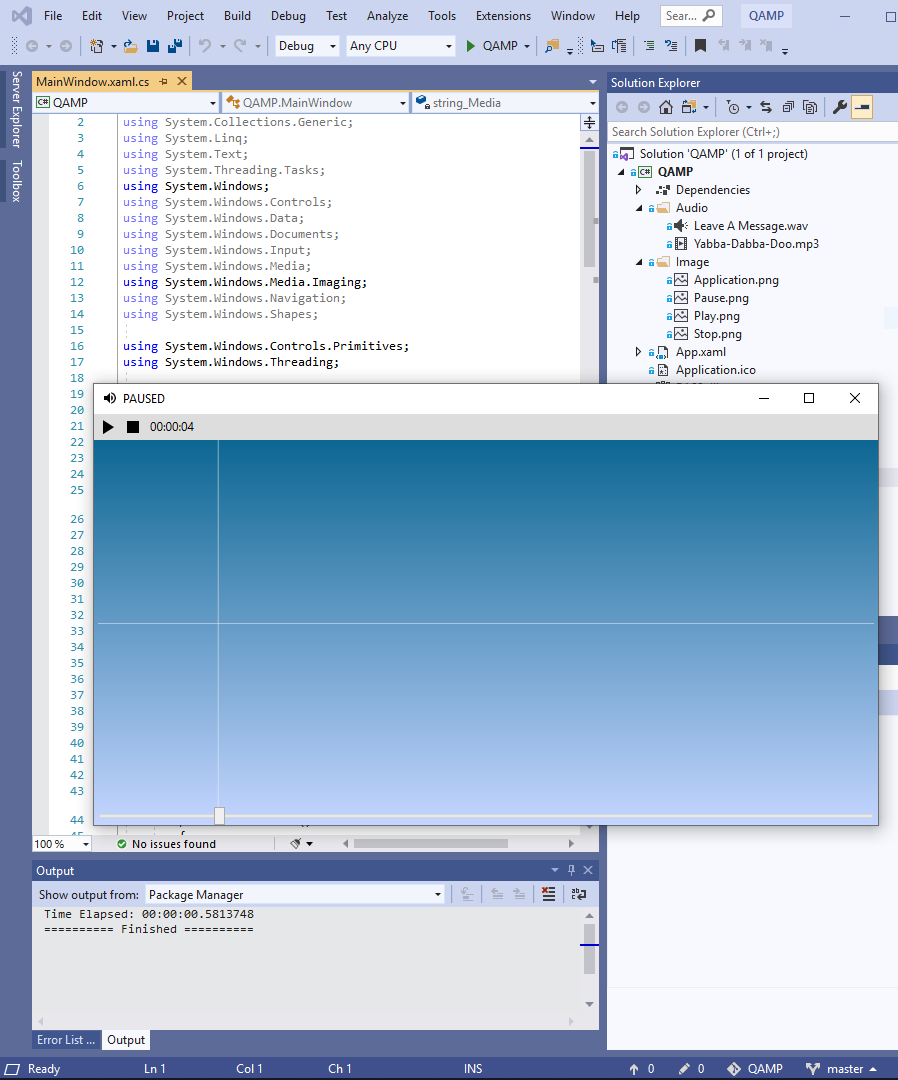 File Edit View Project Build Debug Test Analyze Tools Extensions Window Help Sear... QAMP
Debug Any CPU QAMP
Server Explorer
Toolbox
MainWindow.xaml.cs
QAMP QAMP.MainWindow string_Media
2 using System.Collections.Generic;
3 using System.Linq;
4 using System.Text;
5 using System.Threading.Tasks;
6 using System.Windows;
7 using System.Windows.Controls;
8 using System.Windows.Data;
9 using System.Windows.Documents;
10 using System.Windows.Input;
11 using System.Windows.Media;
12 using System.Windows.Media.Imaging;
13 using System.Windows.Navigation;
14 using System.Windows.Shapes;
15
16 using System.Windows.Controls.Primitives;
17 using System.Windows.Threading;
18
19
20
21
22
23
24
25
26
27
28
29
30
31
32
33
34
35
36
37
38
39
40
41
42
43
44
Solution Explorer
Search Solution Explorer (Ctrl+;)
Solution 'QAMP' (1 of 1 project)
C# QAMP
Dependencies
Audio
Leave A Message.wav
Yabba-Dabba-Doo.mp3
Image
Application.png
Pause.png
Play.png
Stop.png
App.xaml
Application.ico
PAUSED
00:00:04
100 % No issues found
Output
Show output from: Package Manager
Time Elapsed: 00:00:00.5813748
========== Finished ==========
Error List ... Output
Ready Ln 1 Col 1 Ch 1 INS 0 0 QAMP master